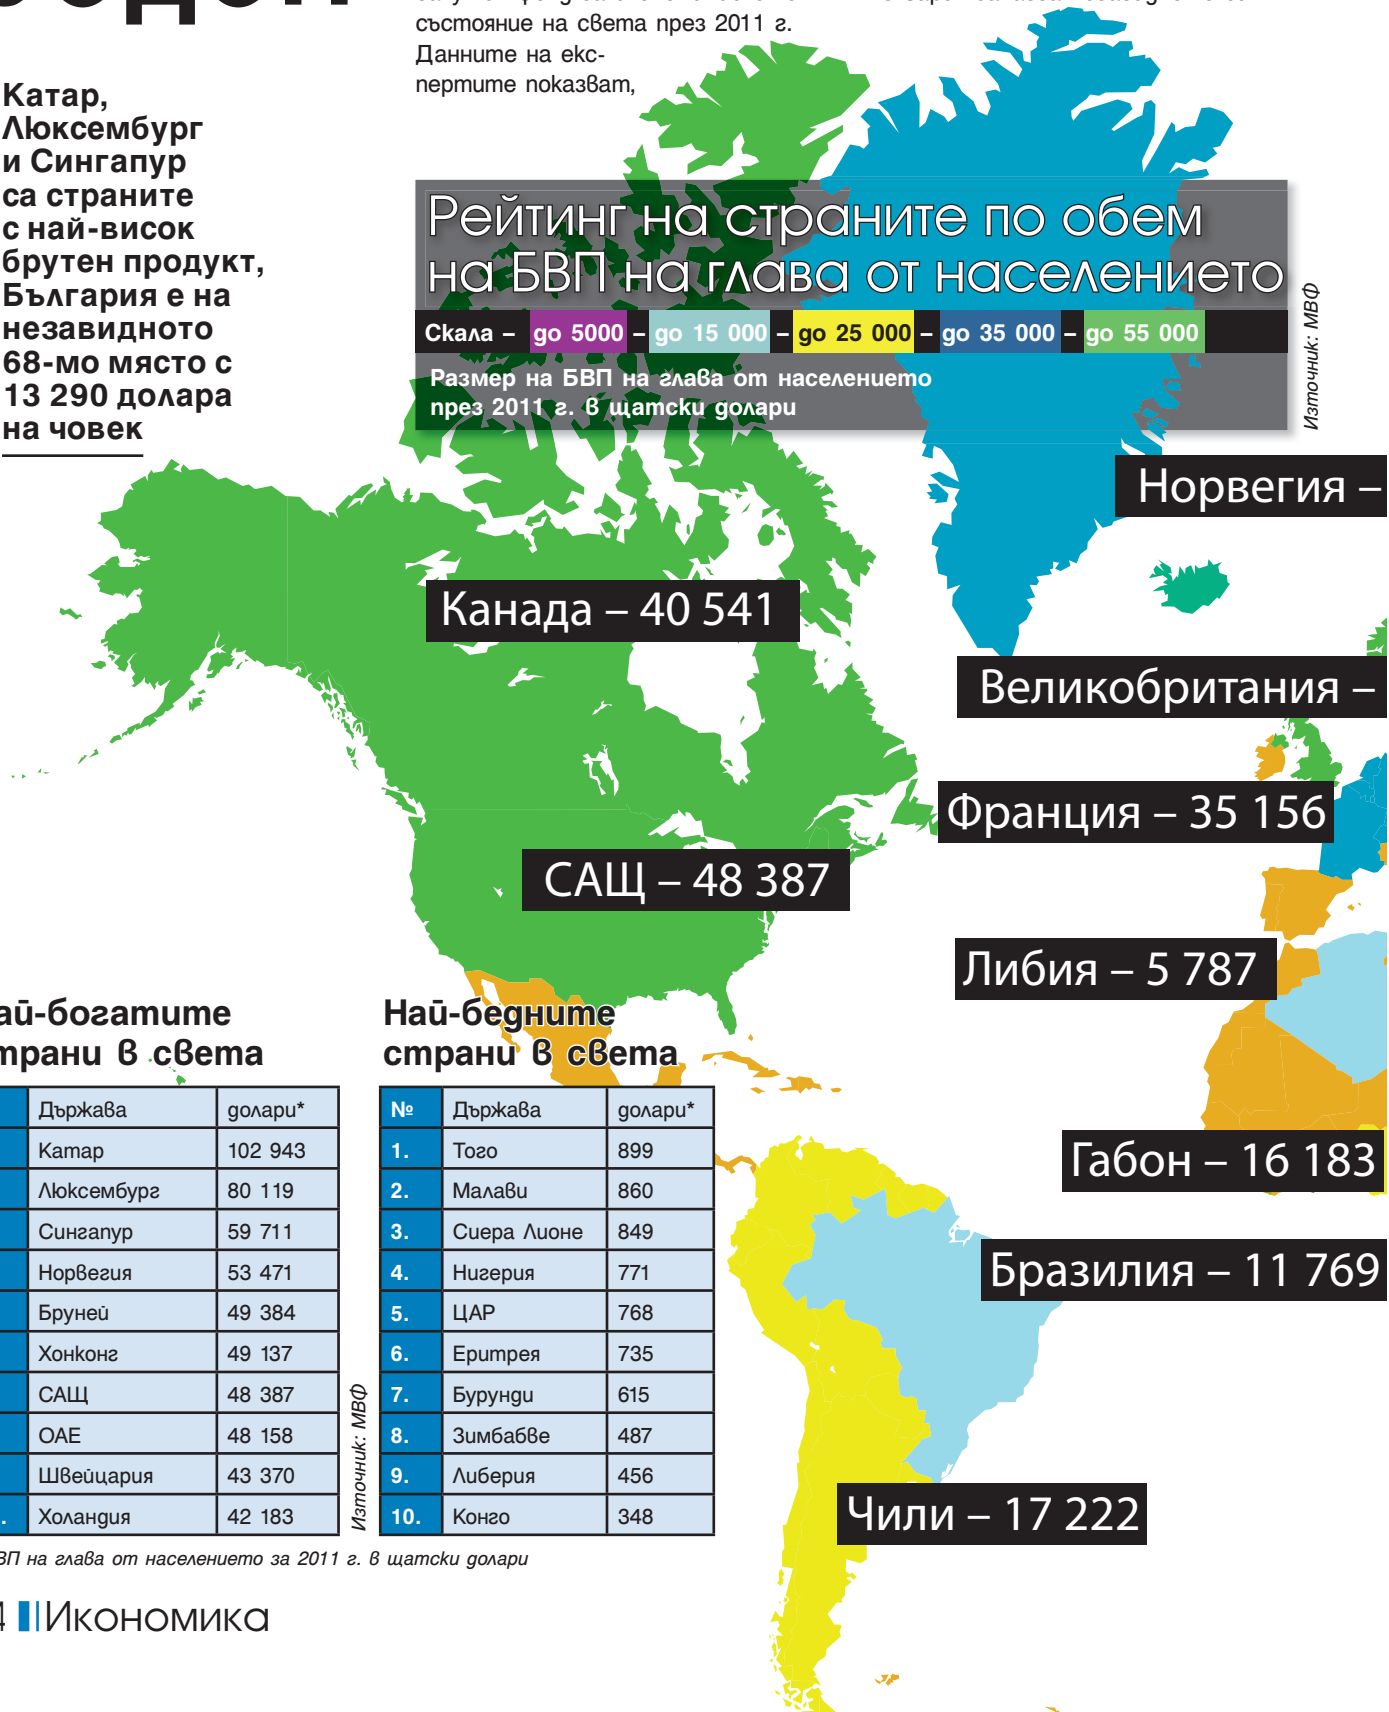 състояние на света през 2011 г.
Данните на екс-
пертите показват,
Катар,
Люксембург
и Сингапур
са страните
с най-висок
брутен продукт,
България е на
незавидното
68-мо място с
13 290 долара
на човек
Рейтинг на страните по обем
на БВП на глава от населението
Скала – до 5000 – до 15 000 – до 25 000 – до 35 000 – до 55 000
Размер на БВП на глава от населението
през 2011 г. в щатски долари
Източник: МВФ
Норвегия –
Канада – 40 541
Великобритания –
Франция – 35 156
САЩ – 48 387
Либия – 5 787
Габон – 16 183
Бразилия – 11 769
Чили – 17 222
ай-богатите
трани в света
Държава долари*
Катар 102 943
Люксембург 80 119
Сингапур 59 711
Норвегия 53 471
Бруней 49 384
Хонконг 49 137
САЩ 48 387
ОАЕ 48 158
Швейцария 43 370
. Холандия 42 183
Източник: МВФ
Най-бедните
страни в света
№ Държава долари*
1. Того 899
2. Малави 860
3. Сиера Лионе 849
4. Нигерия 771
5. ЦАР 768
6. Еритрея 735
7. Бурунди 615
8. Зимбабве 487
9. Либерия 456
10. Конго 348
ВП на глава от населението за 2011 г. в щатски долари
4 Икономика